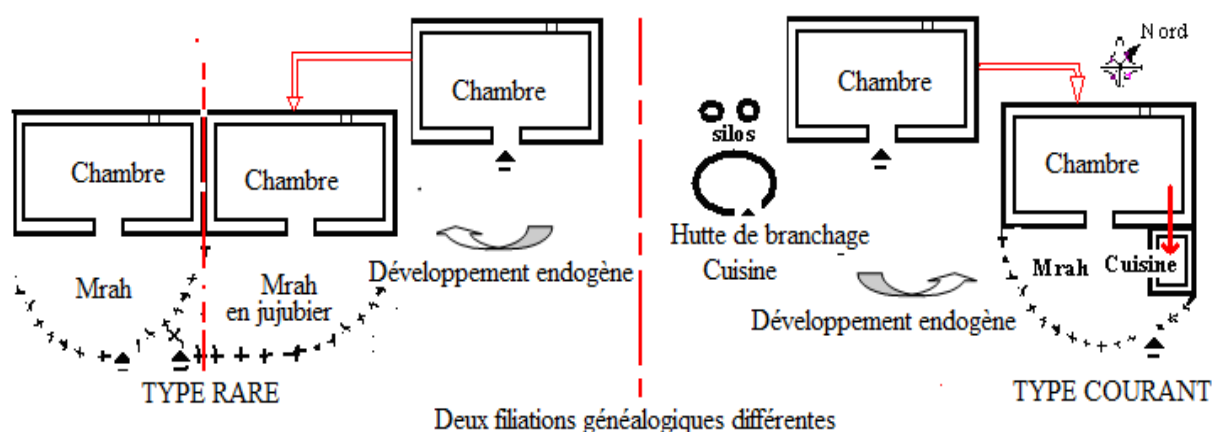 Chambre
Chambre
Chambre
Mrah
Mrah
en jujubier
Développement endogène
TYPE RARE
silos
Hutte de branchage
Cuisine
Chambre
Nord
Chambre
Mrah
Cuisine
Développement endogène
TYPE COURANT
Deux filiations généalogiques différentes